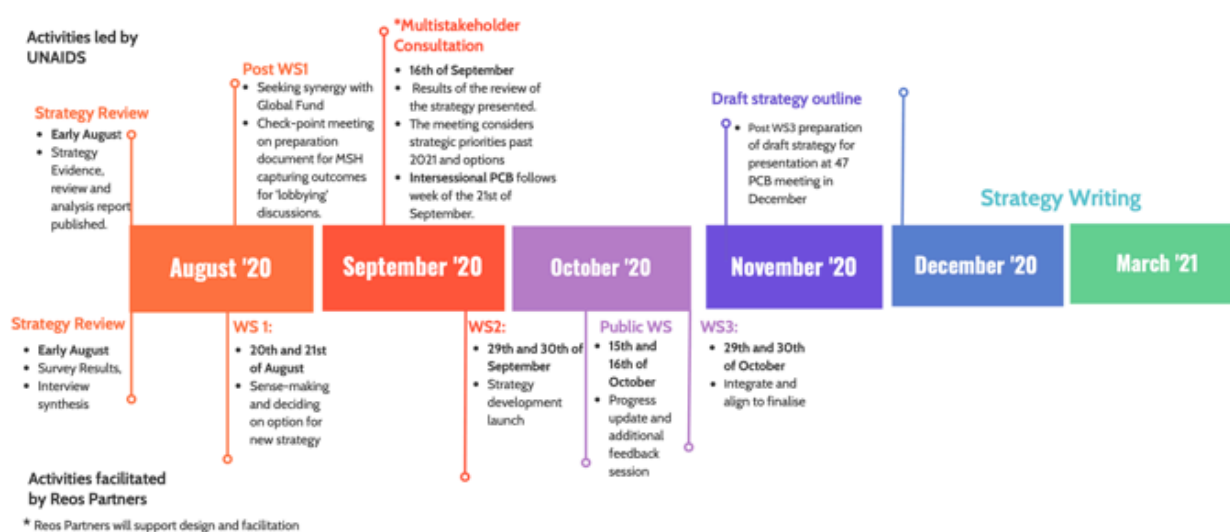 Activities led by
UNAIDS
Strategy Review
• Early August
• Strategy
Evidence,
review and
analysis report
published.
Post WS1
• Seeking synergy with
Global Fund
• Check-point meeting
on preparation
document for MSH
capturing outcomes
for 'lobbying'
discussions.
*Multistakeholder
Consultation
• 16th of September
• Results of the review of
the strategy presented.
• The meeting considers
strategic priorities past
2021 and options
• Intersessional PCB follows
week of the 21st of
September.
Draft strategy outline
• Post WS3 preparation
of draft strategy for
presentation at 47
PCB meeting in
December
Strategy Writing
August '20
September '20
October '20
November '20
December '20
March '21
Strategy Review
• Early August
• Survey Results,
• Interview
synthesis
WS 1:
• 20th and 21st
of August
• Sense-making
and deciding
on option for
new strategy
WS2:
• 29th and 30th of
September
• Strategy
development
launch
Public WS
• 15th and
16th of
October
• Progress
update and
additional
feedback
session
WS3:
• 29th and 30th
of October
• Integrate and
align to finalise
Activities facilitated
by Reos Partners
* Reos Partners will support design and facilitation